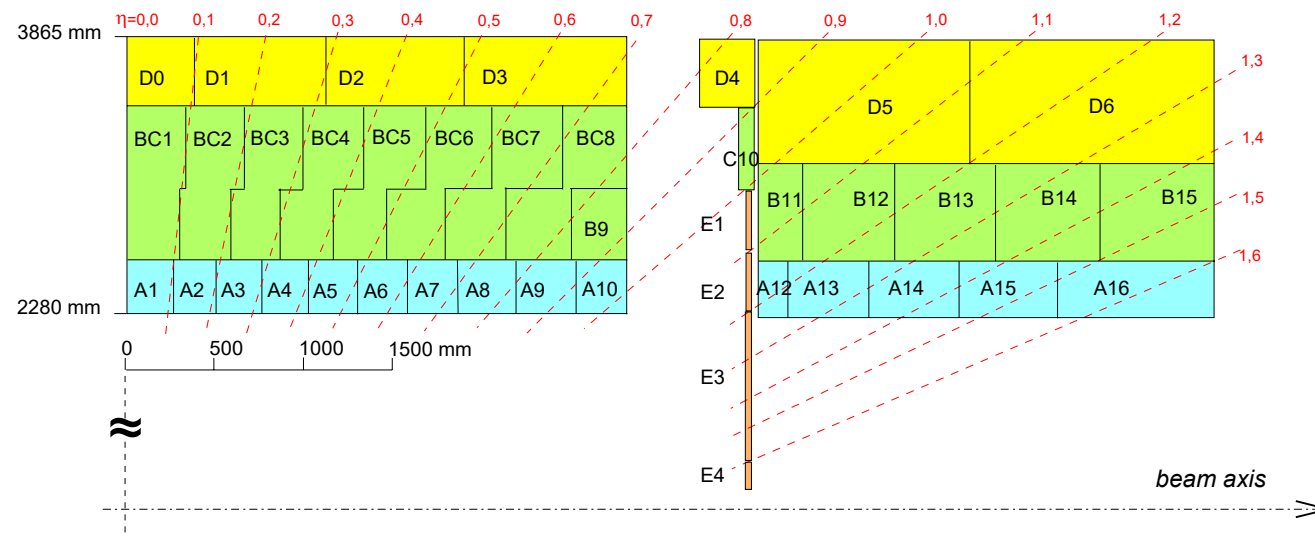 η=0,0 0,1 0,2 0,3 0,4 0,5 0,6 0,7 0,8 0,9 1,0 1,1 1,2
3865 mm
1,3
D0 D1 D2 D3 D4 D5 D6
1,4
BC1 BC2 BC3 BC4 BC5 BC6 BC7 BC8 C10
1,5
B9 B11 B12 B13 B14 B15
E1
1,6
A1 A2 A3 A4 A5 A6 A7 A8 A9 A10 E2 A12 A13 A14 A15 A16
2280 mm
0 500 1000 1500 mm
E3
≈
E4
beam axis